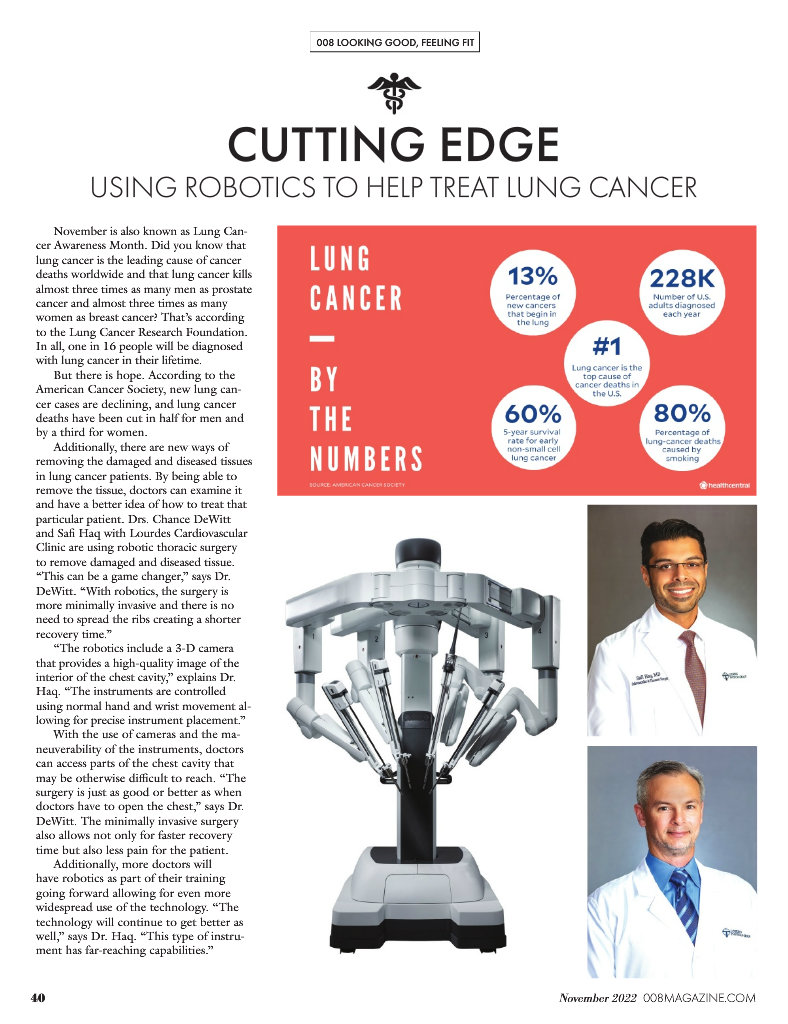 008 LOOKING GOOD, FEELING FIT
CUTTING EDGE
USING ROBOTICS TO HELP TREAT LUNG CANCER
November is also known as Lung Can-
cer Awareness Month. Did you know that
lung cancer is the leading cause of cancer
deaths worldwide and that lung cancer kills
almost three times as many men as prostate
cancer and almost three times as many
women as breast cancer? That’s according
to the Lung Cancer Research Foundation.
In all, one in 16 people will be diagnosed
with lung cancer in their lifetime.
But there is hope. According to the
American Cancer Society, new lung can-
cer cases are declining, and lung cancer
deaths have been cut in half for men and
by a third for women.
Additionally, there are new ways of
removing the damaged and diseased tissues
in lung cancer patients. By being able to
remove the tissue, doctors can examine it
and have a better idea of how to treat that
particular patient. Drs. Chance DeWitt
and Safi Haq with Lourdes Cardiovascular
Clinic are using robotic thoracic surgery
to remove damaged and diseased tissue.
“This can be a game changer,” says Dr.
DeWitt. “With robotics, the surgery is
more minimally invasive and there is no
need to spread the ribs creating a shorter
recovery time.”
“The robotics include a 3-D camera
that provides a high-quality image of the
interior of the chest cavity,” explains Dr.
Haq. “The instruments are controlled
using normal hand and wrist movement al-
lowing for precise instrument placement.”
With the use of cameras and the ma-
neuverability of the instruments, doctors
can access parts of the chest cavity that
may be otherwise difficult to reach. “The
surgery is just as good or better as when
doctors have to open the chest,” says Dr.
DeWitt. The minimally invasive surgery
also allows not only for faster recovery
time but also less pain for the patient.
Additionally, more doctors will
have robotics as part of their training
going forward allowing for even more
widespread use of the technology. “The
technology will continue to get better as
well,” says Dr. Haq. “This type of instru-
ment has far-reaching capabilities.”
LUNG
CANCER
BY
THE
NUMBERS
SOURCE: AMERICAN CANCER SOCIETY
13%
Percentage of
new cancers
that begin in
the lung
228K
Number of U.S.
adults diagnosed
each year
#1
Lung cancer is the
top cause of
cancer deaths in
the U.S.
60%
5-year survival
rate for early
non-small cell
lung cancer
80%
Percentage of
lung-cancer deaths
caused by
smoking
healthcentral
1
2
3
4
Safi Haq, MD
40
November 2022 008MAGAZINE.COM